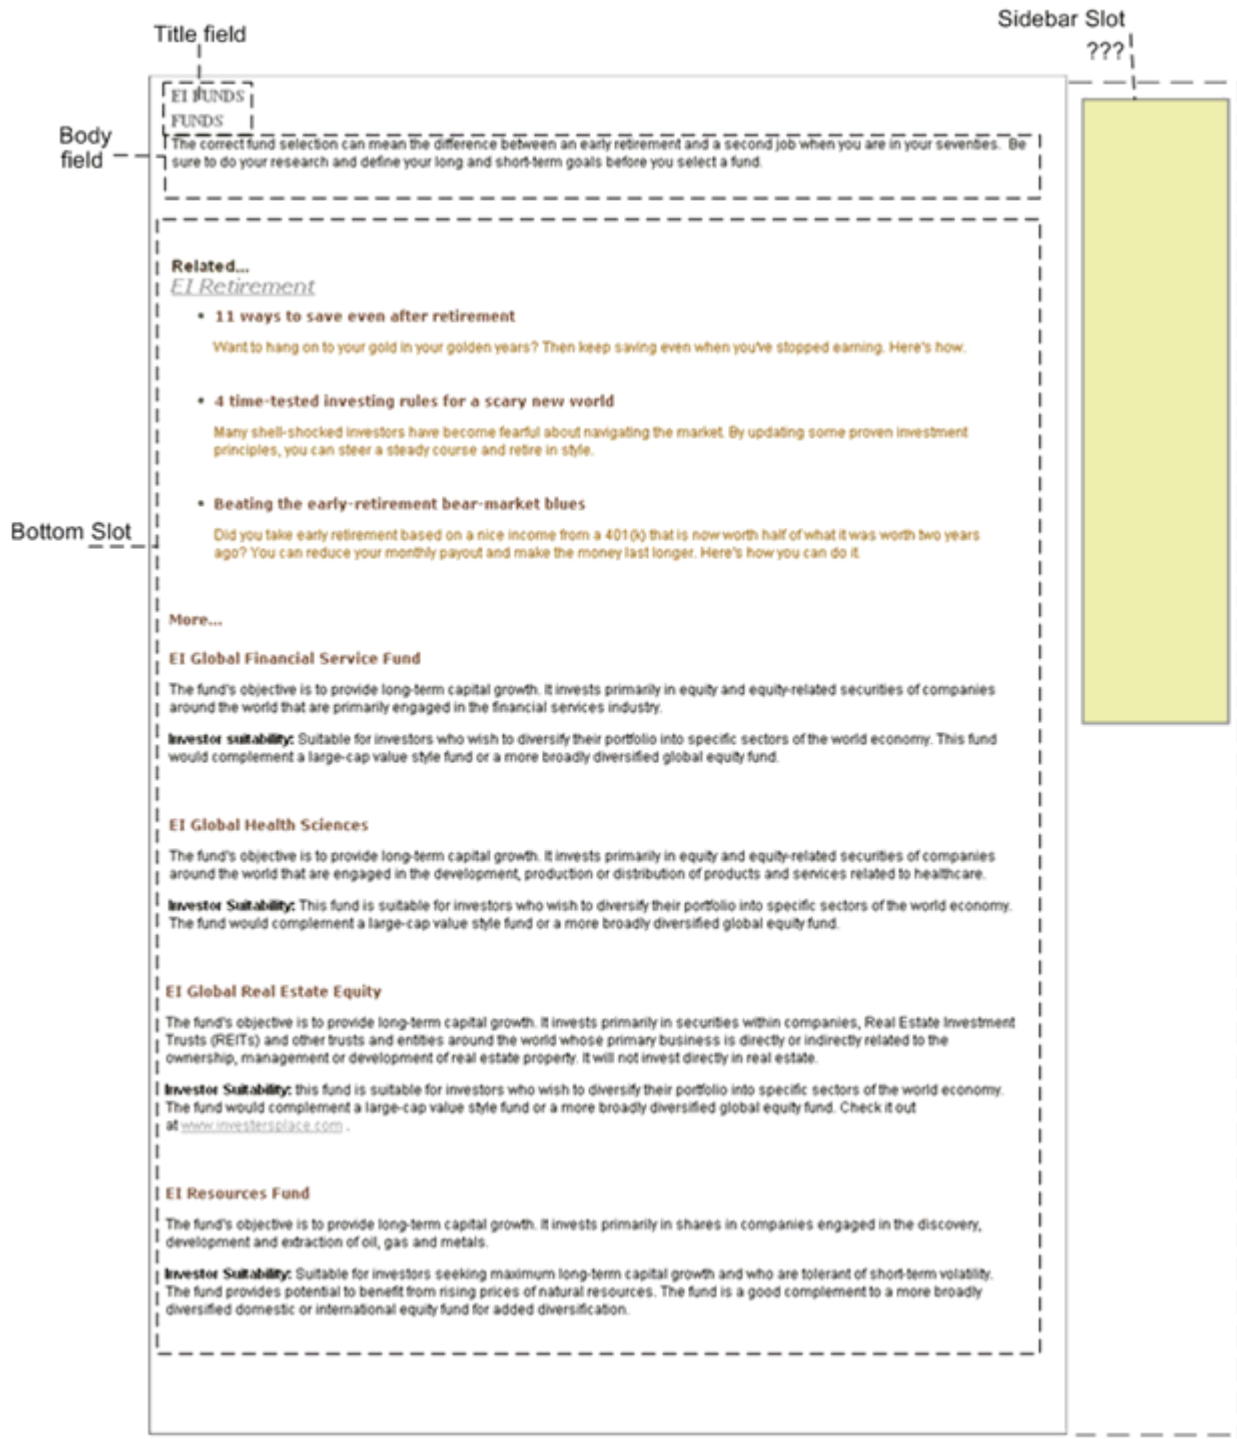 Sidebar Slot
???
Title field
EI FUNDS
FUNDS
Body
field
The correct fund selection can mean the difference between an early retirement and a second job when you are in your seventies. Be
sure to do your research and define your long and short-term goals before you select a fund.
Related...
EI Retirement
• 11 ways to save even after retirement
Want to hang on to your gold in your golden years? Then keep saving even when you've stopped earning. Here's how.
• 4 time-tested investing rules for a scary new world
Many shell-shocked investors have become fearful about navigating the market. By updating some proven investment
principles, you can steer a steady course and retire in style.
• Beating the early-retirement bear-market blues
Did you take early retirement based on a nice income from a 401(k) that is now worth half of what it was worth two years
ago? You can reduce your monthly payout and make the money last longer. Here's how you can do it.
Bottom Slot
More...
EI Global Financial Service Fund
The fund's objective is to provide long-term capital growth. It invests primarily in equity and equity-related securities of companies
around the world that are primarily engaged in the financial services industry.
Investor suitability: Suitable for investors who wish to diversify their portfolio into specific sectors of the world economy. This fund
would complement a large-cap value style fund or a more broadly diversified global equity fund.
EI Global Health Sciences
The fund's objective is to provide long-term capital growth. It invests primarily in equity and equity-related securities of companies
around the world that are engaged in the development, production or distribution of products and services related to healthcare.
Investor Suitability: This fund is suitable for investors who wish to diversify their portfolio into specific sectors of the world economy.
The fund would complement a large-cap value style fund or a more broadly diversified global equity fund.
EI Global Real Estate Equity
The fund's objective is to provide long-term capital growth. It invests primarily in securities within companies, Real Estate Investment
Trusts (REITs) and other trusts and entities around the world whose primary business is directly or indirectly related to the
ownership, management or development of real estate property. It will not invest directly in real estate.
Investor Suitability: this fund is suitable for investors who wish to diversify their portfolio into specific sectors of the world economy.
The fund would complement a large-cap value style fund or a more broadly diversified global equity fund. Check it out
at www.investersplace.com .
EI Resources Fund
The fund's objective is to provide long-term capital growth. It invests primarily in shares in companies engaged in the discovery,
development and extraction of oil, gas and metals.
Investor Suitability: Suitable for investors seeking maximum long-term capital growth and who are tolerant of short-term volatility.
The fund provides potential to benefit from rising prices of natural resources. The fund is a good complement to a more broadly
diversified domestic or international equity fund for added diversification.